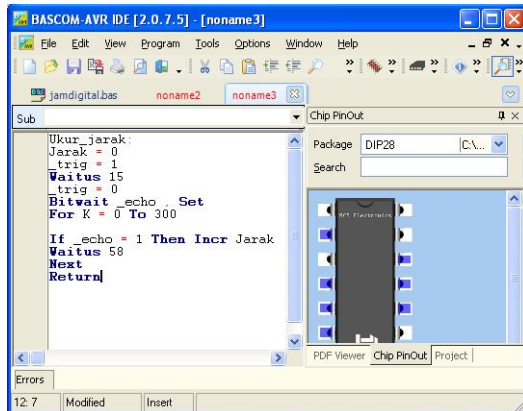 BASCOM-AVR IDE [2.0.7.5] - [noname3]
File Edit View Program Tools Options Window Help
jamdigital.bas noname2 noname3
Sub
Chip PinOut
Package DIP28 C:\...
Search
Ukur_jarak:
Jarak = 0
_trig = 1
Waitus 15
_trig = 0
Bitwait _echo , Set
For K = 0 To 300
If _echo = 1 Then Incr Jarak
Waitus 58
Next
Return
MCS Electronics
PDF Viewer Chip PinOut Project
Errors
12: 7 Modified Insert